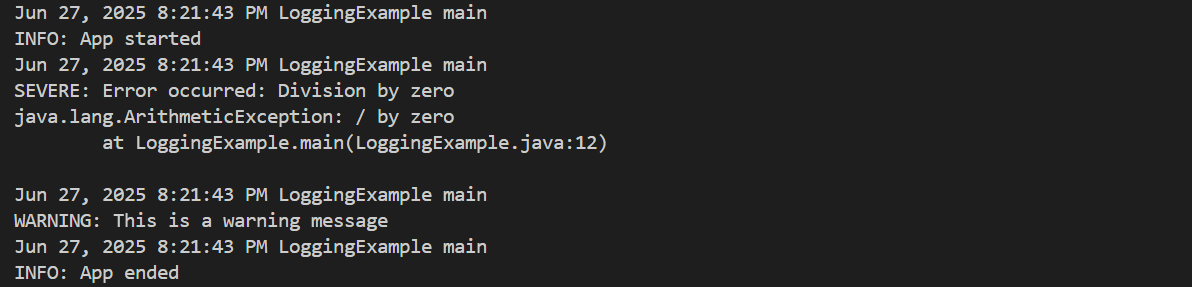 Jun 27, 2025 8:21:43 PM LoggingExample main
INFO: App started
Jun 27, 2025 8:21:43 PM LoggingExample main
SEVERE: Error occurred: Division by zero
java.lang.ArithmeticException: / by zero
        at LoggingExample.main(LoggingExample.java:12)

Jun 27, 2025 8:21:43 PM LoggingExample main
WARNING: This is a warning message
Jun 27, 2025 8:21:43 PM LoggingExample main
INFO: App ended